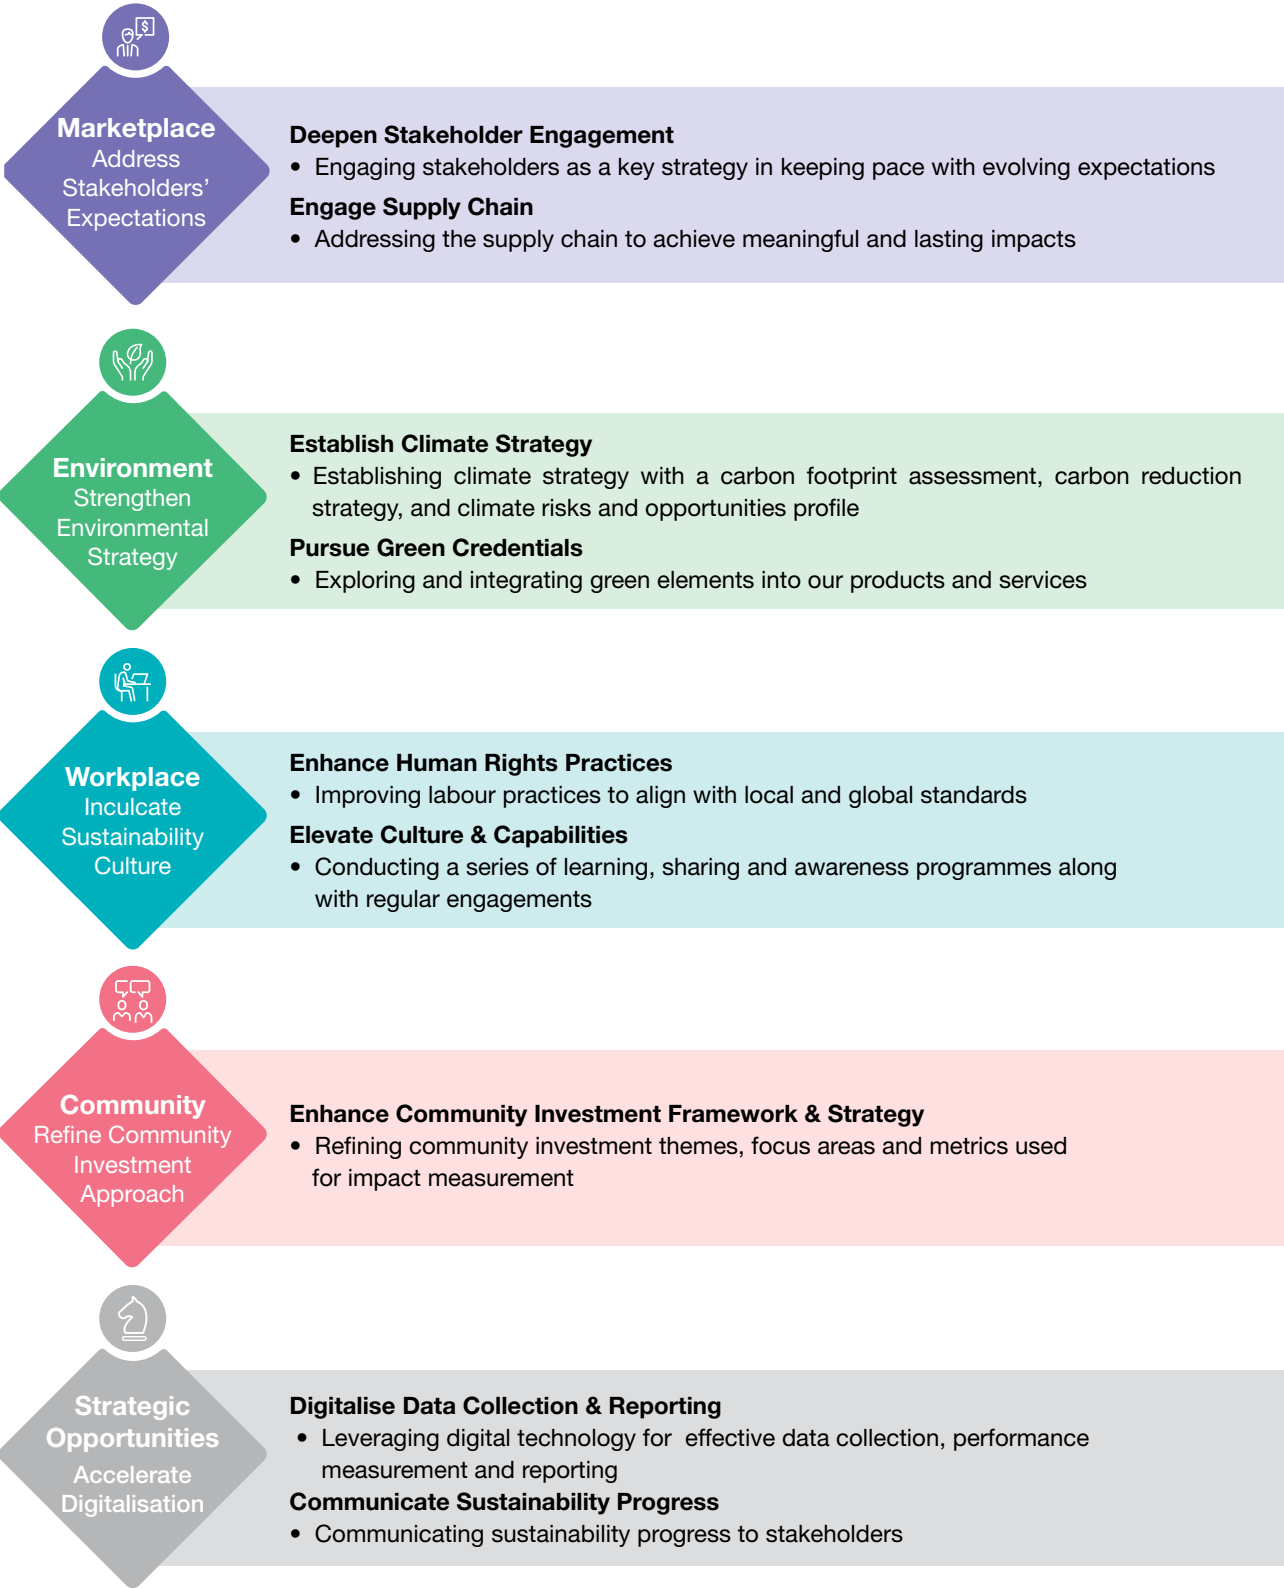 $
Marketplace
Address
Stakeholders’
Expectations
Deepen Stakeholder Engagement
• Engaging stakeholders as a key strategy in keeping pace with evolving expectations
Engage Supply Chain
• Addressing the supply chain to achieve meaningful and lasting impacts
Environment
Strengthen
Environmental
Strategy
Establish Climate Strategy
• Establishing climate strategy with a carbon footprint assessment, carbon reduction
strategy, and climate risks and opportunities profile
Pursue Green Credentials
• Exploring and integrating green elements into our products and services
Workplace
Inculcate
Sustainability
Culture
Enhance Human Rights Practices
• Improving labour practices to align with local and global standards
Elevate Culture & Capabilities
• Conducting a series of learning, sharing and awareness programmes along
with regular engagements
Community
Refine Community
Investment
Approach
Enhance Community Investment Framework & Strategy
• Refining community investment themes, focus areas and metrics used
for impact measurement
Strategic
Opportunities
Accelerate
Digitalisation
Digitalise Data Collection & Reporting
• Leveraging digital technology for effective data collection, performance
measurement and reporting
Communicate Sustainability Progress
• Communicating sustainability progress to stakeholders